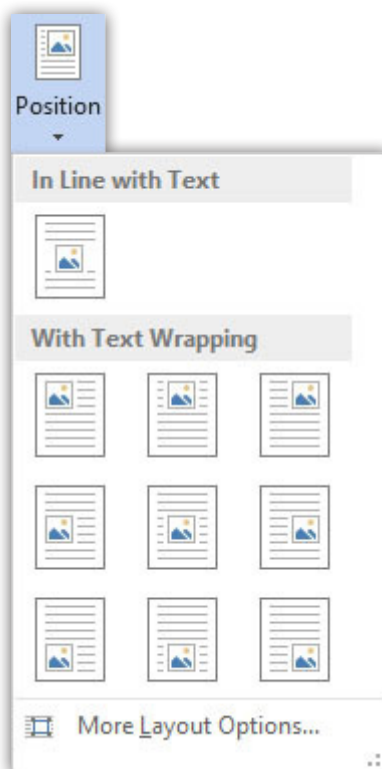 Position
In Line with Text
With Text Wrapping
More Layout Options...